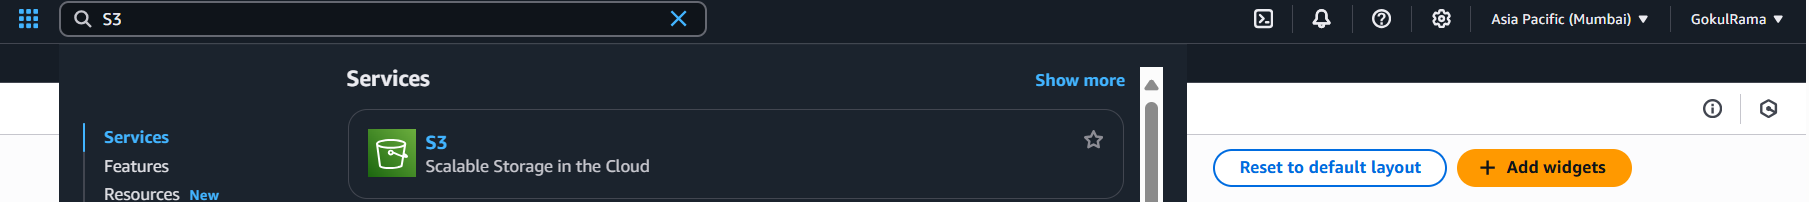 S3
Asia Pacific (Mumbai) ▼
GokulRama ▼
Services
Show more
Services
Features
Resources New
S3
Scalable Storage in the Cloud
Reset to default layout
+ Add widgets